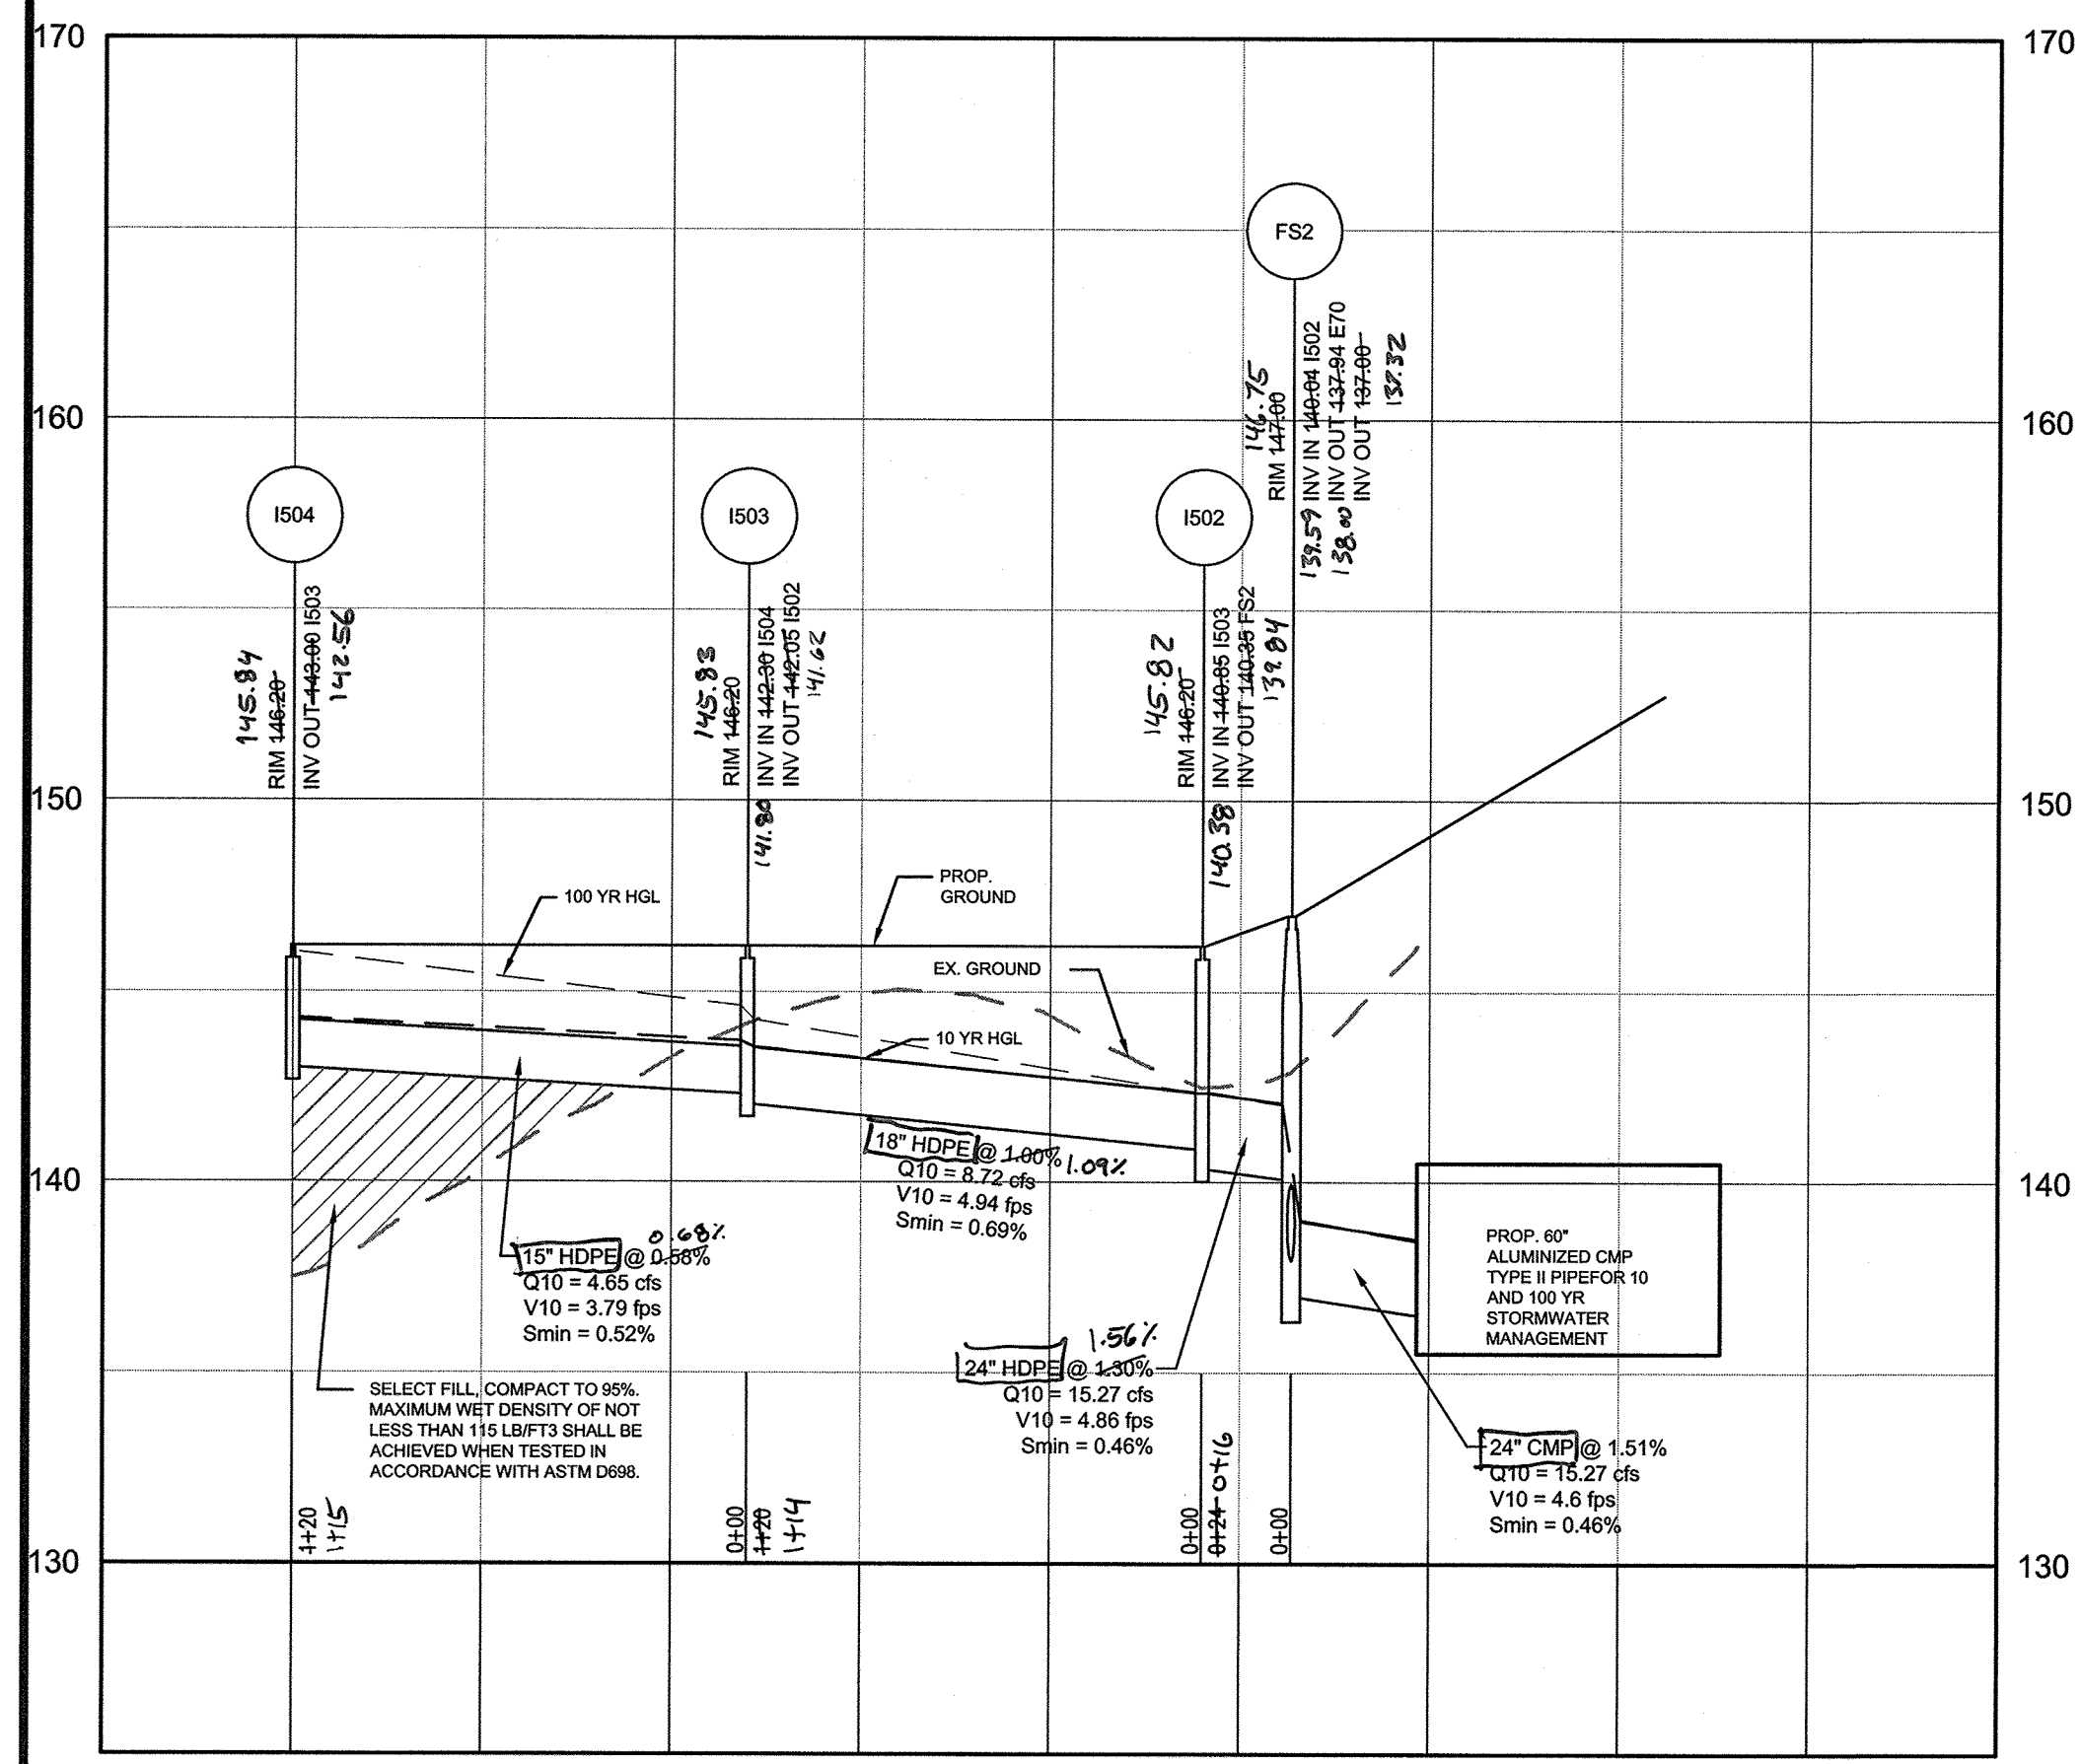 170
170
FS2
146.75
RIM 147.00
INV IN 140.04 I502
INV OUT 137.94 E70
INV OUT 137.00
137.32
139.59
138.00
160
160
I504
I503
I502
145.84
RIM 146.20
INV OUT 143.00 I503
142.56
145.83
RIM 146.20
INV IN 142.30 I504
INV OUT 142.05 I502
141.62
141.80
145.82
RIM 146.20
INV IN 140.85 I503
INV OUT 140.35 FS2
139.84
140.38
150
150
100 YR HGL
PROP.
GROUND
EX. GROUND
10 YR HGL
140
140
18" HDPE @ 1.00% 1.09%
Q10 = 8.72 cfs
V10 = 4.94 fps
Smin = 0.69%
0.68%
15" HDPE @ 0.58%
Q10 = 4.65 cfs
V10 = 3.79 fps
Smin = 0.52%
PROP. 60"
ALUMINIZED CMP
TYPE II PIPEFOR 10
AND 100 YR
STORMWATER
MANAGEMENT
1.56%
24" HDPE @ 1.30%
Q10 = 15.27 cfs
V10 = 4.86 fps
Smin = 0.46%
SELECT FILL, COMPACT TO 95%.
MAXIMUM WET DENSITY OF NOT
LESS THAN 115 LB/FT3 SHALL BE
ACHIEVED WHEN TESTED IN
ACCORDANCE WITH ASTM D698.
24" CMP @ 1.51%
Q10 = 15.27 cfs
V10 = 4.6 fps
Smin = 0.46%
1+20
1+15
0+00
1+20
1+14
0+00
0+24 0+16
0+00
130
130